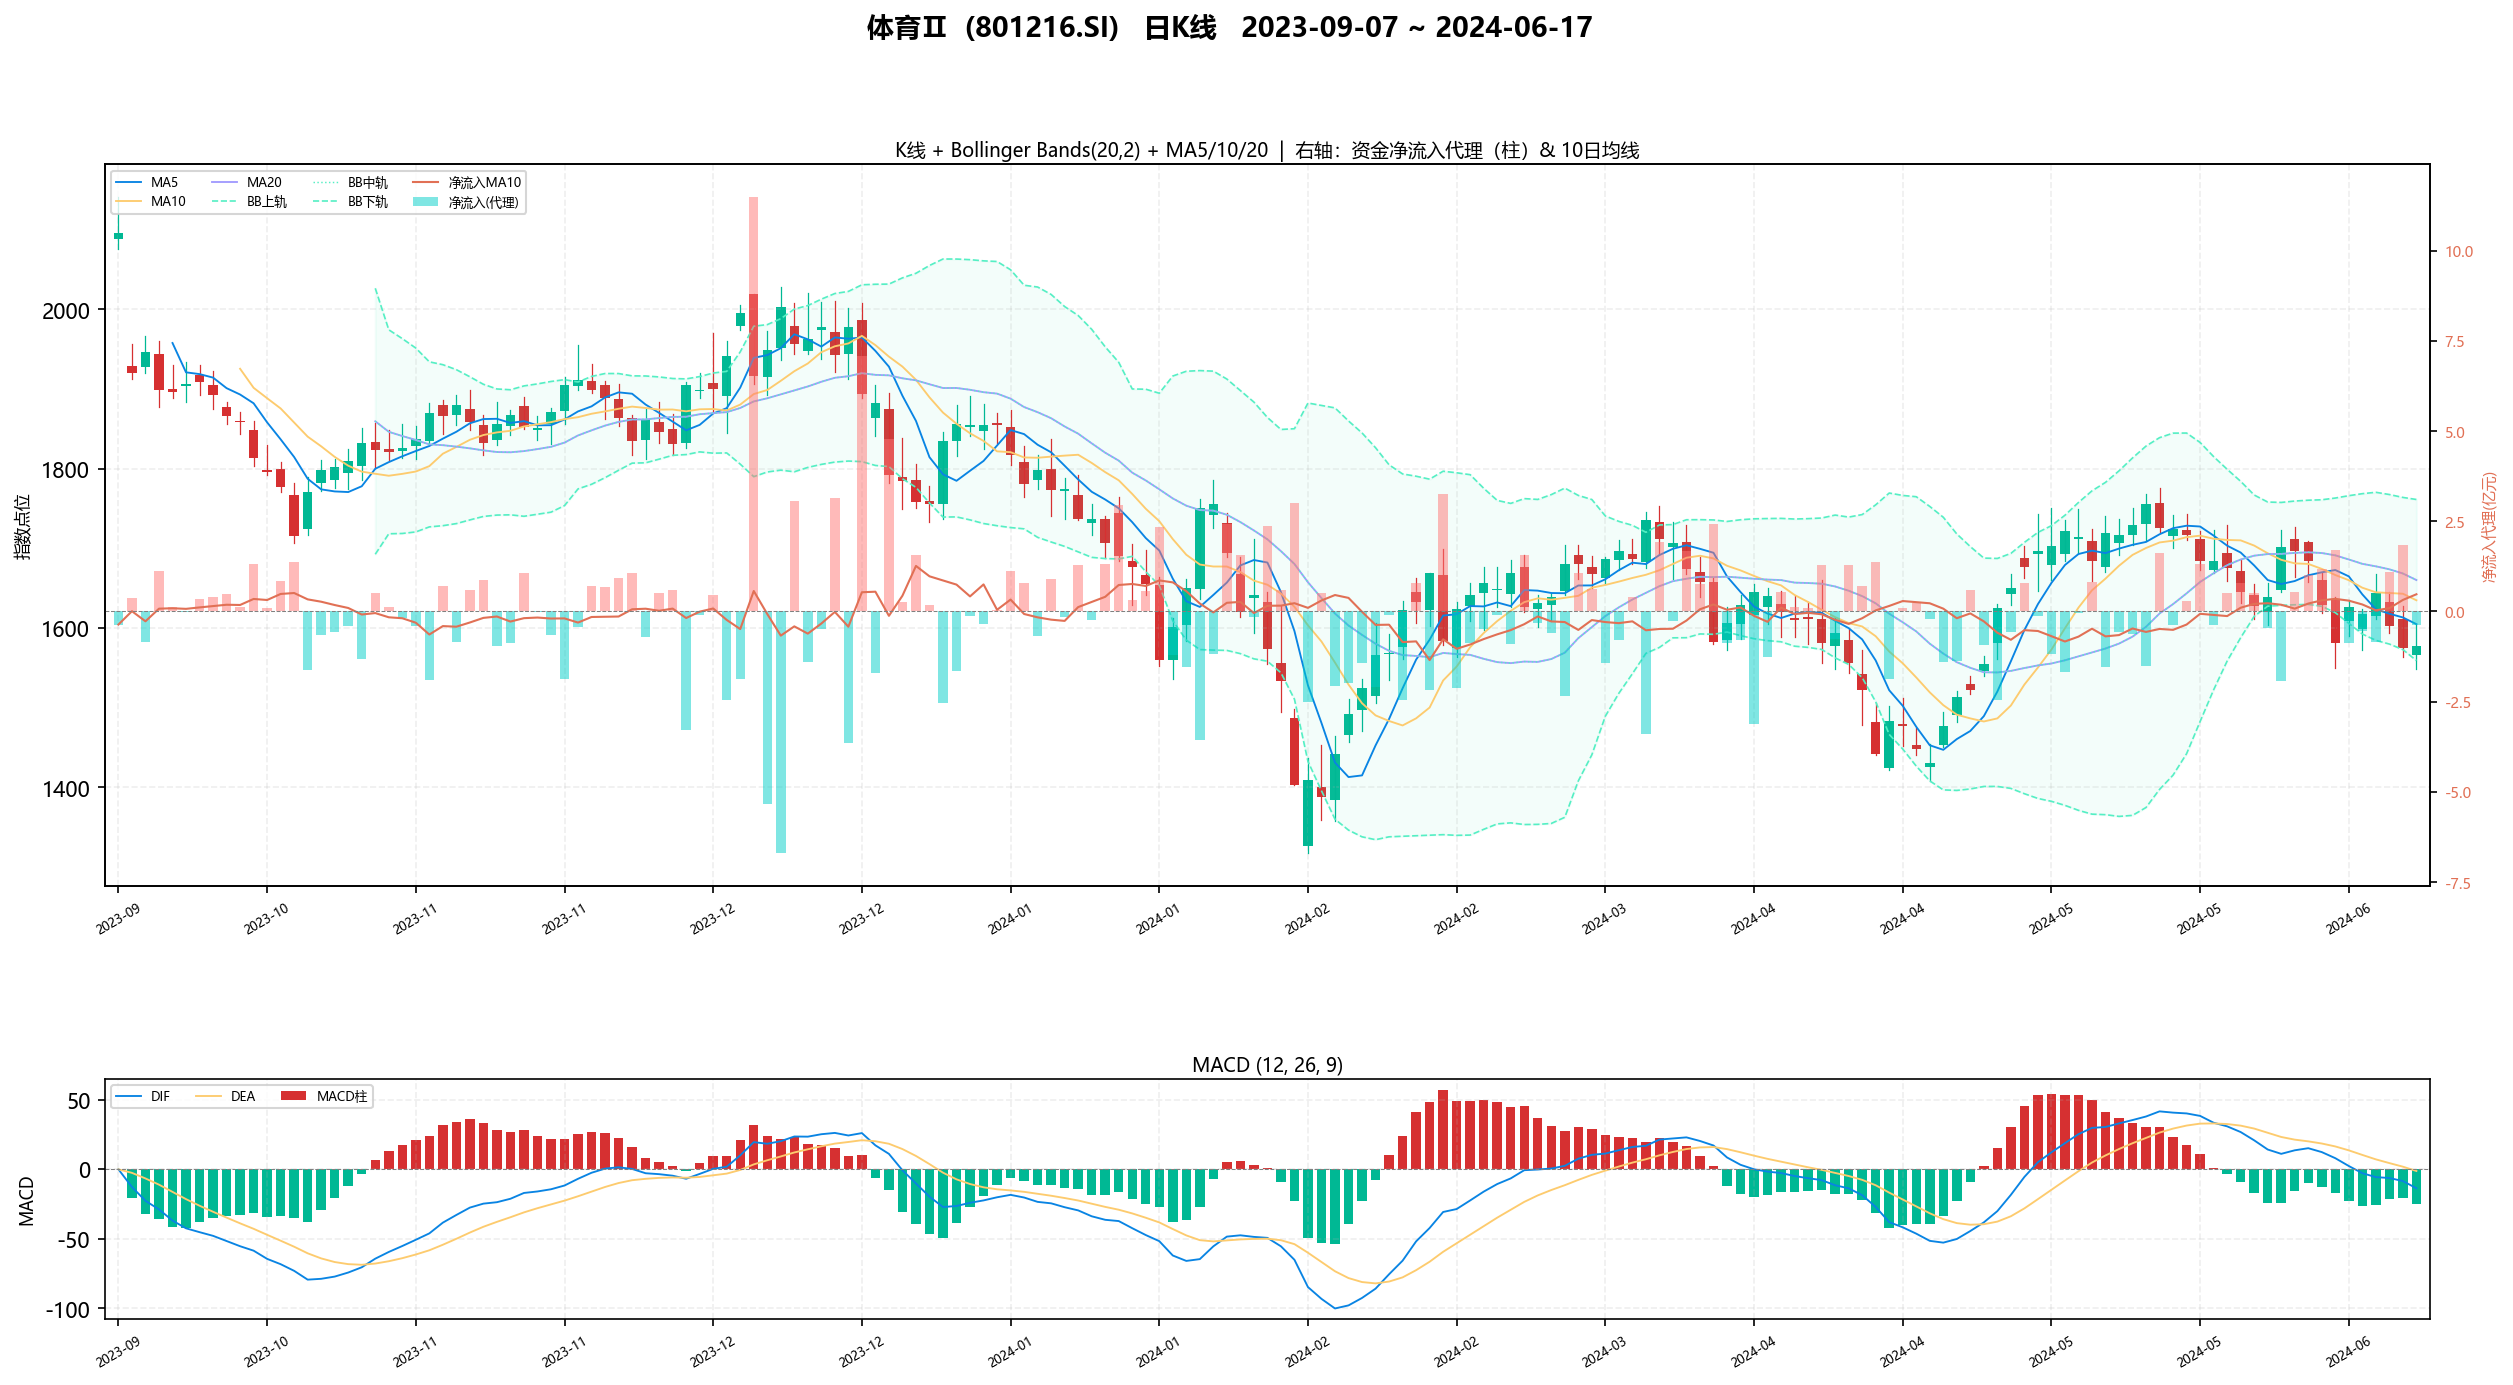 体育Ⅱ (801216.SI) 日K线 2023-09-07 ~ 2024-06-17
K线 + Bollinger Bands(20,2) + MA5/10/20 | 右轴：资金净流入代理（柱）& 10日均线
MA5 MA20 BB中轨 净流入MA10
MA10 BB上轨 BB下轨 净流入(代理)
指数点位
2000
1800
1600
1400
10.0
7.5
5.0
2.5
0.0
-2.5
-5.0
-7.5
净流入代理(亿元)
2023-09 2023-10 2023-11 2023-11 2023-12 2023-12 2024-01 2024-01 2024-02 2024-02 2024-03 2024-04 2024-04 2024-05 2024-05 2024-06
MACD (12, 26, 9)
DIF DEA MACD柱
MACD
50
0
-50
-100
2023-09 2023-10 2023-11 2023-11 2023-12 2023-12 2024-01 2024-01 2024-02 2024-02 2024-03 2024-04 2024-04 2024-05 2024-05 2024-06